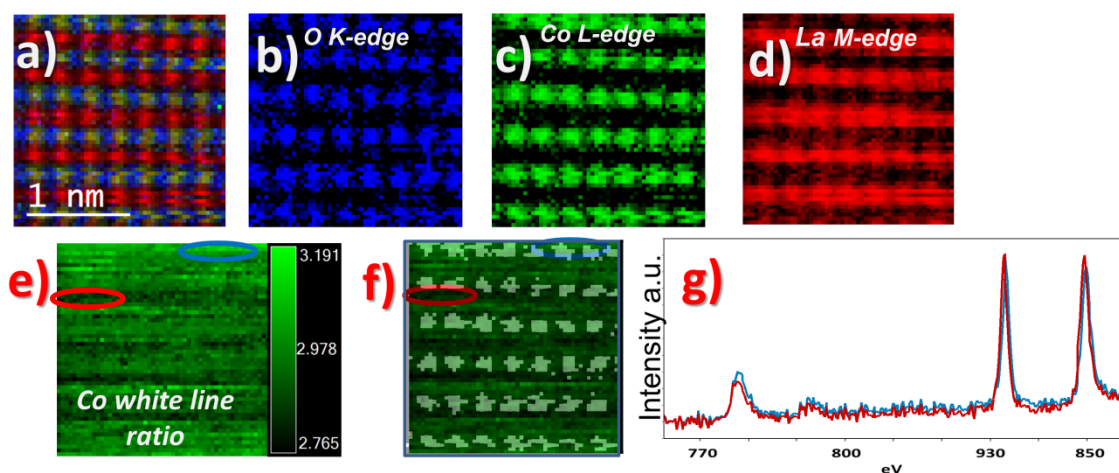 a)
1 nm
b)
O K-edge
c)
Co L-edge
d)
La M-edge
e)
Co white line
ratio
3.191
2.978
2.765
f)
g)
Intensity a.u.
770
800
930
850
eV